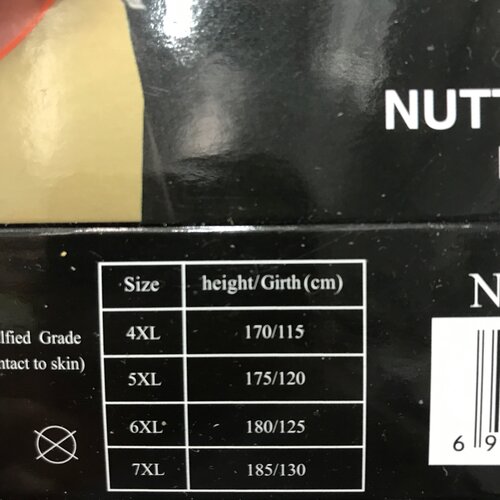 NUTT
Size height/Girth(cm)
4XL 170/115
5XL 175/120
6XL 180/125
7XL 185/130
lfied Grade
ntact to skin)
N
6 9